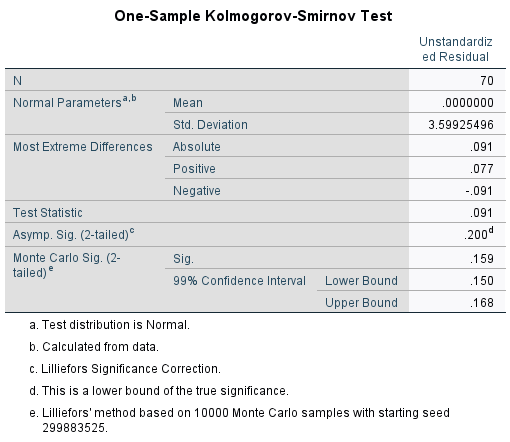 One-Sample Kolmogorov-Smirnov Test
Unstandardiz
ed Residual
N 70
Normal Parametersa,b Mean .0000000
Std. Deviation 3.59925496
Most Extreme Differences Absolute .091
Positive .077
Negative -.091
Test Statistic .091
Asymp. Sig. (2-tailed)c .200d
Monte Carlo Sig. (2-
tailed)e Sig. .159
99% Confidence Interval Lower Bound .150
Upper Bound .168
a. Test distribution is Normal.
b. Calculated from data.
c. Lilliefors Significance Correction.
d. This is a lower bound of the true significance.
e. Lilliefors' method based on 10000 Monte Carlo samples with starting seed
299883525.